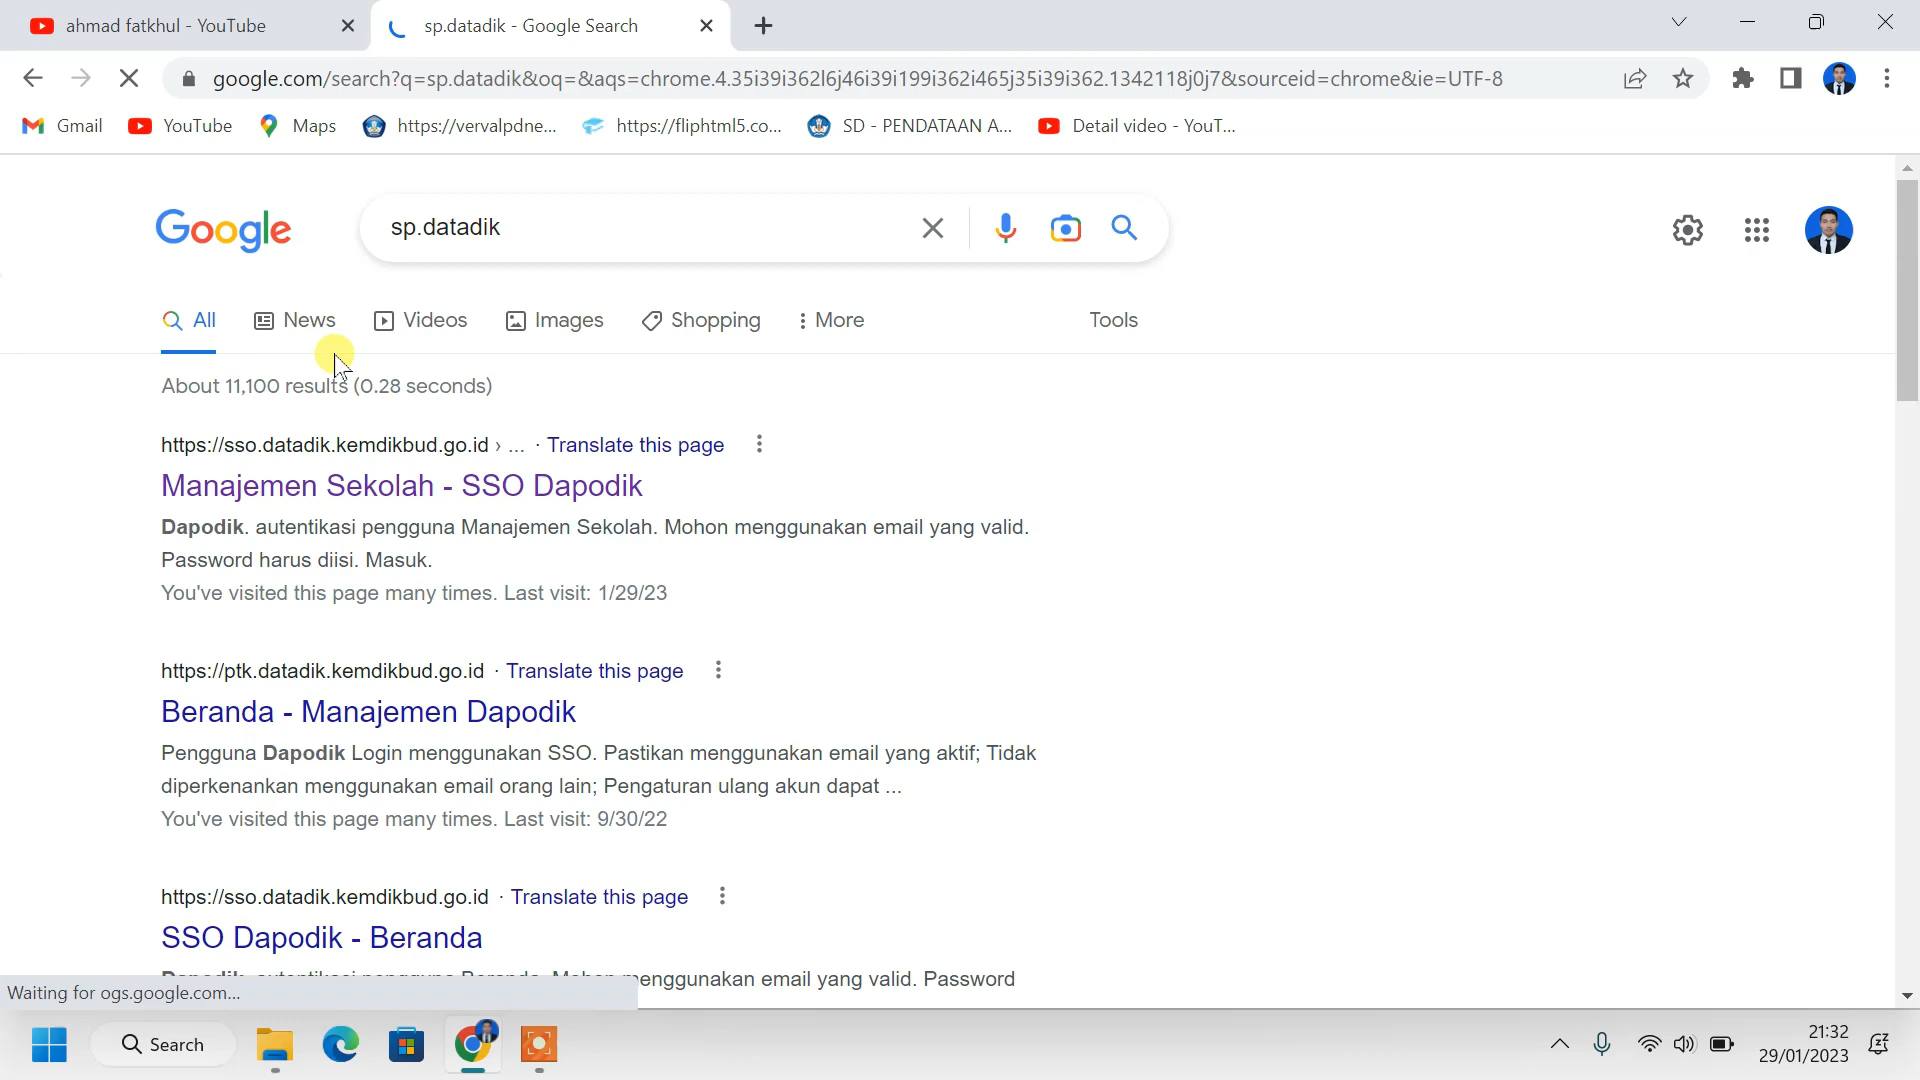 ahmad fatkhul - YouTube
sp.datadik - Google Search
google.com/search?q=sp.datadik&oq=&aqs=chrome.4.35i39i362l6j46i39i199i362i465j35i39i362.1342118j0j7&sourceid=chrome&ie=UTF-8
Gmail YouTube Maps https://vervalpdne... https://fliphtml5.co... SD - PENDATAAN A... Detail video - YouT...
Google
sp.datadik
All News Videos Images Shopping More Tools
About 11,100 results (0.28 seconds)
https://sso.datadik.kemdikbud.go.id › ... · Translate this page
Manajemen Sekolah - SSO Dapodik
Dapodik. autentikasi pengguna Manajemen Sekolah. Mohon menggunakan email yang valid.
Password harus diisi. Masuk.
You've visited this page many times. Last visit: 1/29/23
https://ptk.datadik.kemdikbud.go.id · Translate this page
Beranda - Manajemen Dapodik
Pengguna Dapodik Login menggunakan SSO. Pastikan menggunakan email yang aktif; Tidak
diperkenankan menggunakan email orang lain; Pengaturan ulang akun dapat ...
You've visited this page many times. Last visit: 9/30/22
https://sso.datadik.kemdikbud.go.id · Translate this page
SSO Dapodik - Beranda
menggunakan email yang valid. Password
Waiting for ogs.google.com...
Search
21:32
29/01/2023